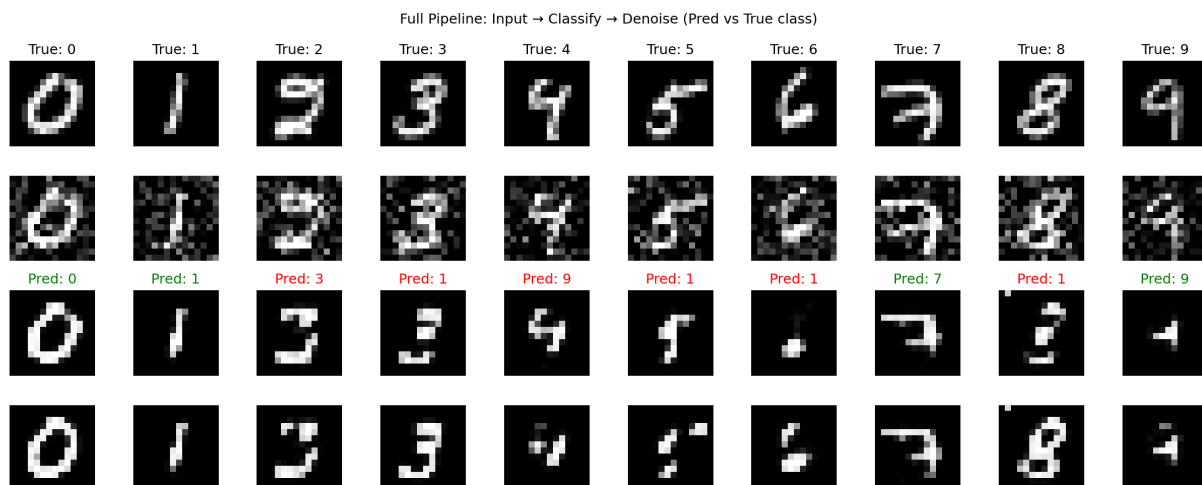 Full Pipeline: Input → Classify → Denoise (Pred vs True class)
True: 0 True: 1 True: 2 True: 3 True: 4 True: 5 True: 6 True: 7 True: 8 True: 9
Pred: 0 Pred: 1 Pred: 3 Pred: 1 Pred: 9 Pred: 1 Pred: 1 Pred: 7 Pred: 1 Pred: 9